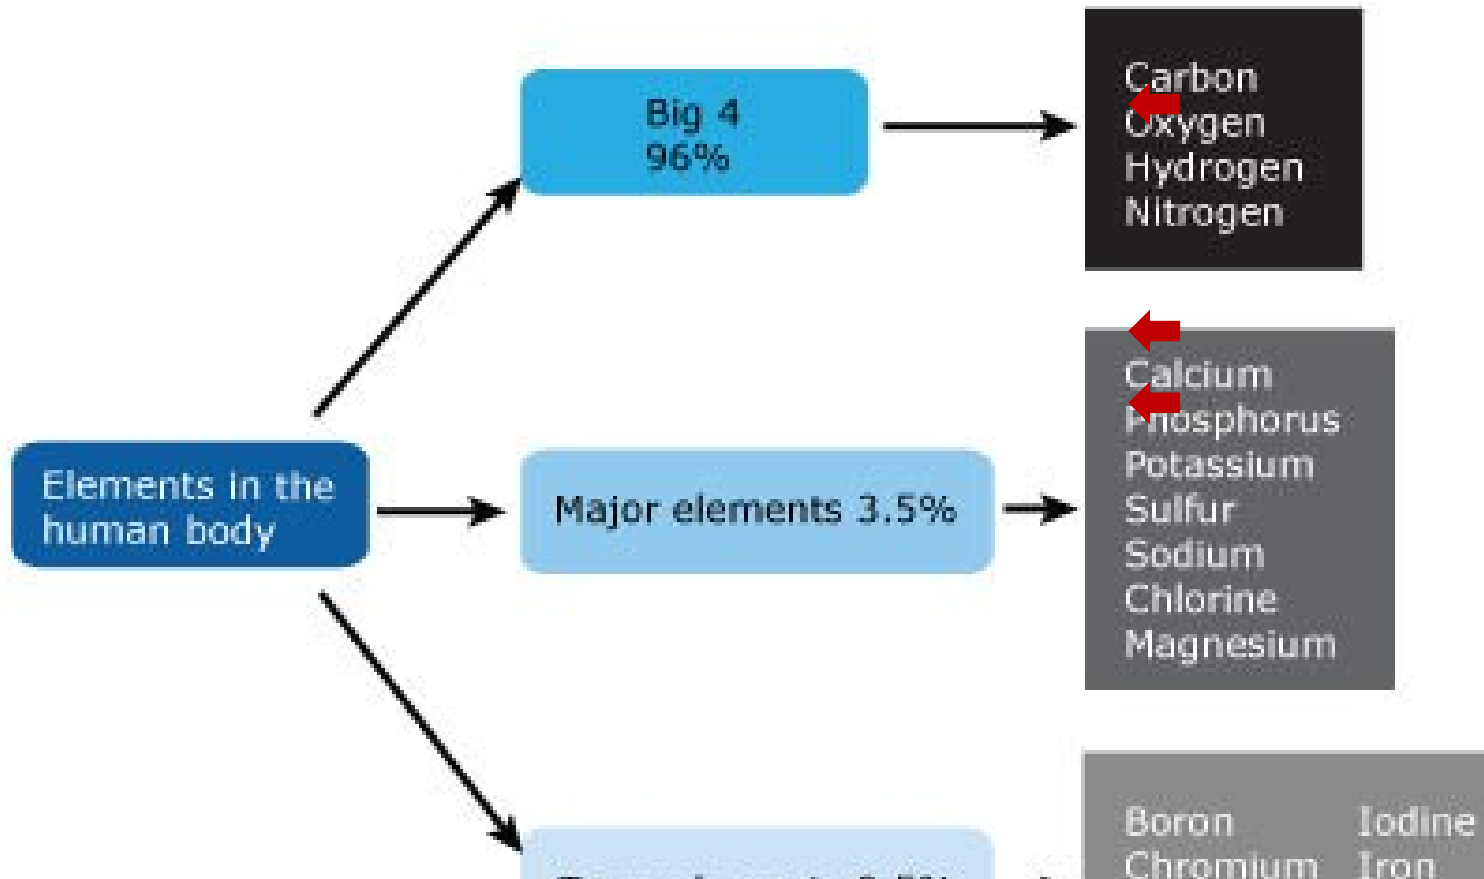 Big 4
96%
Carbon
Oxygen
Hydrogen
Nitrogen
Elements in the
human body
Major elements 3.5%
Calcium
Phosphorus
Potassium
Sulfur
Sodium
Chlorine
Magnesium
Boron Iodine
Chromium Iron